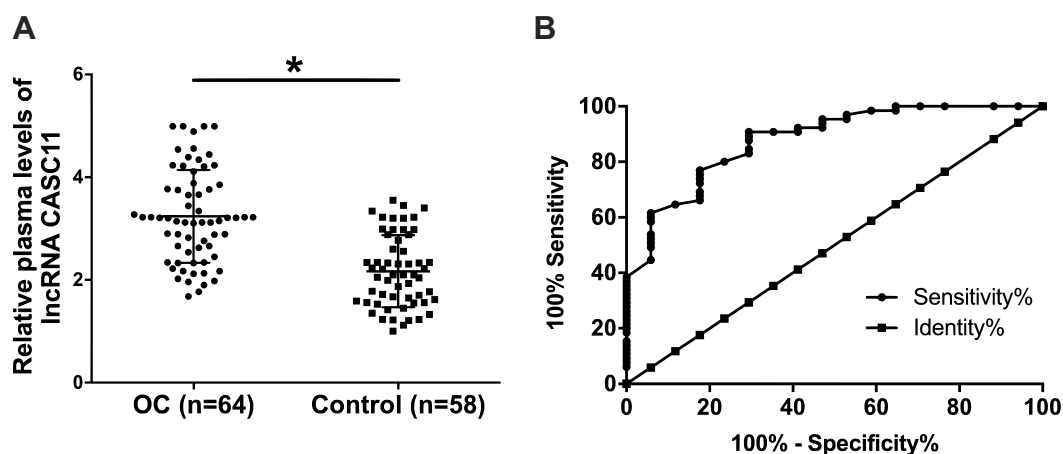 A
Relative plasma levels of
lncRNA CASC11
6
4
2
0
*
OC (n=64)
Control (n=58)
B
100% Sensitivity
100
80
60
40
20
0
Sensitivity%
Identity%
0
20
40
60
80
100
100% - Specificity%